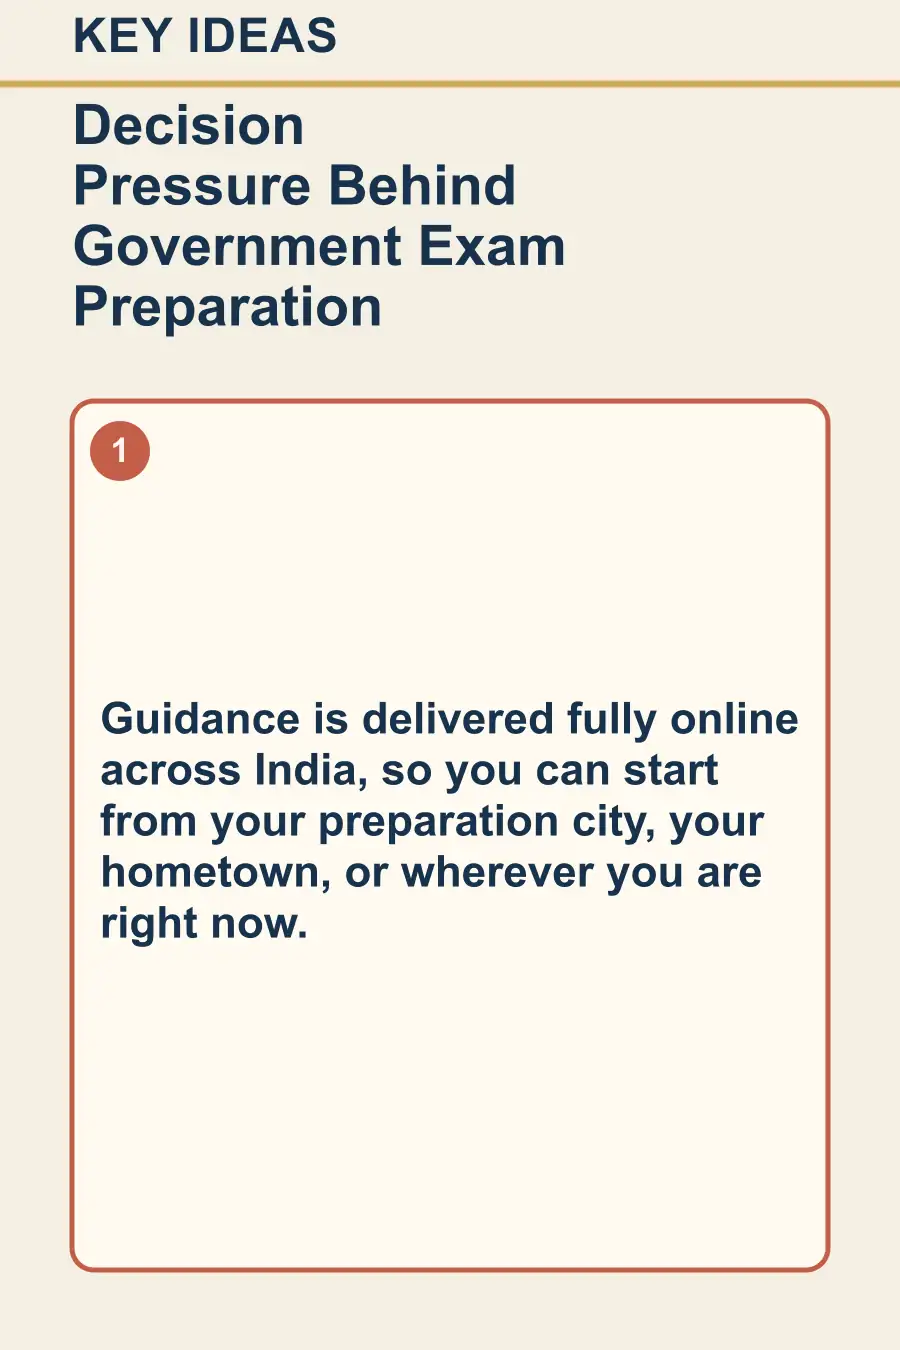 KEY IDEAS
Decision
Pressure Behind
Government Exam
Preparation
1
Guidance is delivered fully online
across India, so you can start
from your preparation city, your
hometown, or wherever you are
right now.